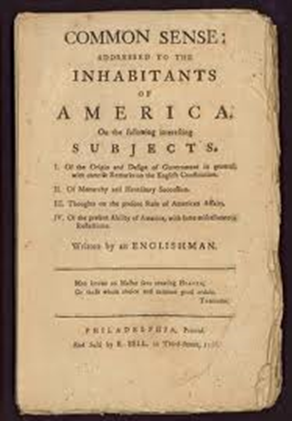 COMMON SENSE:
ADDRESSED TO THE
INHABITANTS
OF
AMERICA.
On the following interesting
SUBJECTS.
I. Of the Origin and Design of Government in general,
with concise Remarks on the English Constitution.
II. Of Monarchy and Hereditary Succession.
III. Thoughts on the present State of American Affairs.
IV. Of the present Ability of America, with some miscellaneous
Reflections.
Written by an ENGLISHMAN.
Man knows no Master save creating HEAVEN,
Or those whom choice and common good ordain.
THOMSON.
PHILADELPHIA, Printed.
And Sold by R. BELL, in Third-Street, 1776.